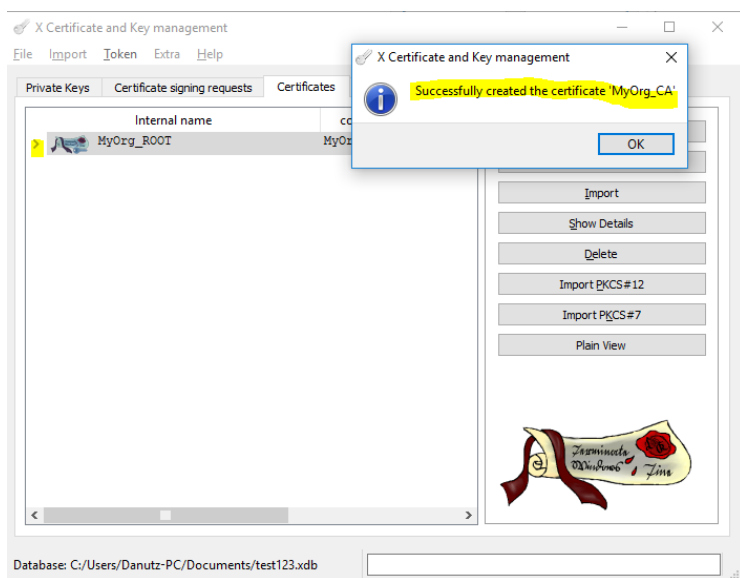 X Certificate and Key management
File Import Token Extra Help
X Certificate and Key management
Successfully created the certificate 'MyOrg_CA'
OK
Private Keys Certificate signing requests Certificates
Internal name
MyOrg_ROOT
Import
Show Details
Delete
Import PKCS#12
Import PKCS#7
Plain View
Database: C:/Users/Danutz-PC/Documents/test123.xdb